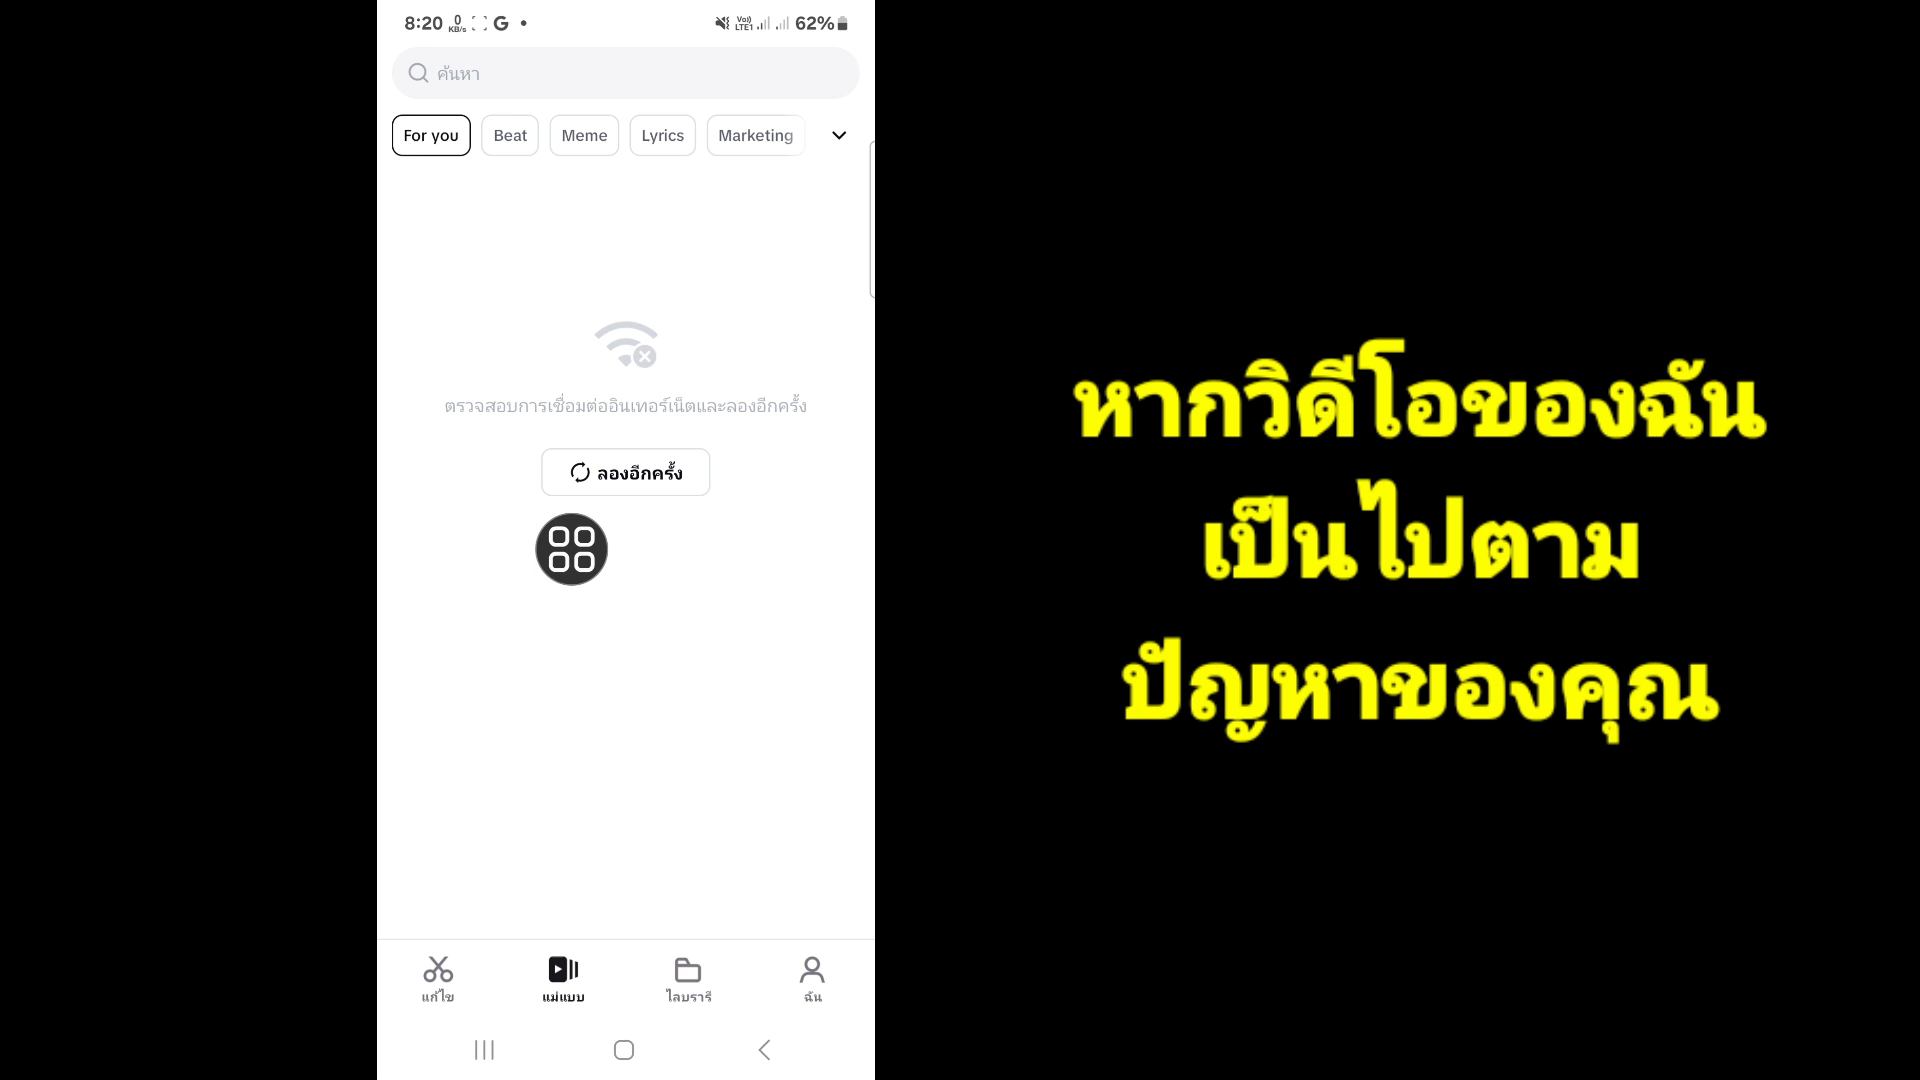 8:20 0 KB/s G • Vo)) LTE1 62%
ค้นหา
For you Beat Meme Lyrics Marketing
ตรวจสอบการเชื่อมต่ออินเทอร์เน็ตและลองอีกครั้ง
ลองอีกครั้ง
แก้ไข แม่แบบ ไลบรารี ฉัน
หากวิดีโอของฉัน
เป็นไปตาม
ปัญหาของคุณ